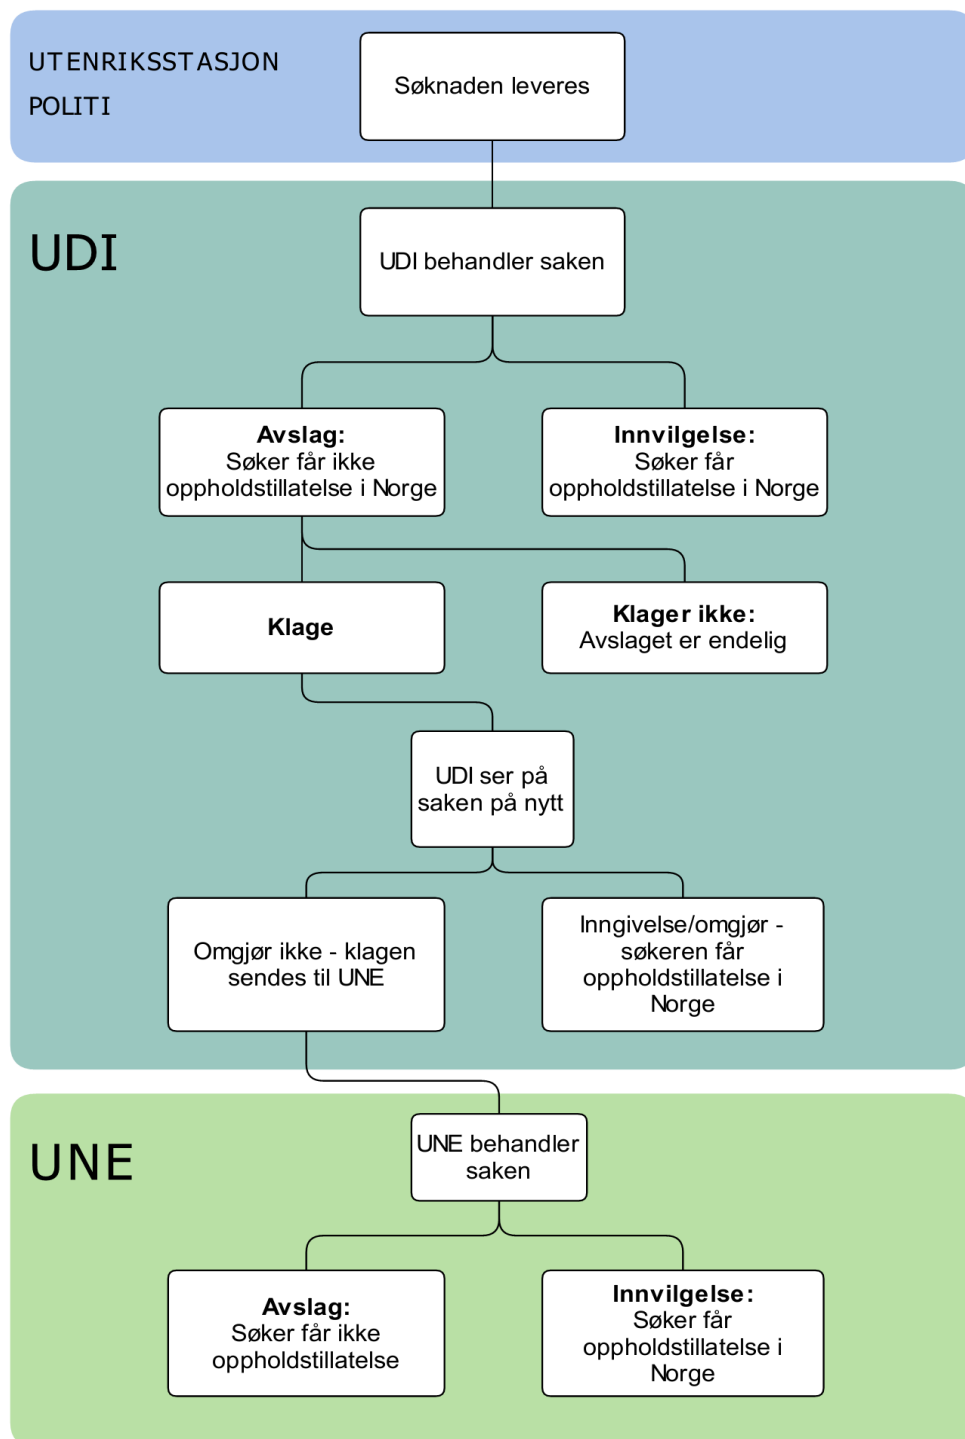 UTENRIKSSTASJON
POLITI
Søknaden leveres
UDI
UDI behandler saken
Avslag:
Søker får ikke
oppholdstillatelse i Norge
Innvilgelse:
Søker får
oppholdstillatelse i Norge
Klage
Klager ikke:
Avslaget er endelig
UDI ser på
saken på nytt
Omgjør ikke - klagen
sendes til UNE
Inngivelse/omgjør -
søkeren får
oppholdstillatelse i
Norge
UNE
UNE behandler
saken
Avslag:
Søker får ikke
oppholdstillatelse
Innvilgelse:
Søker får
oppholdstillatelse i
Norge